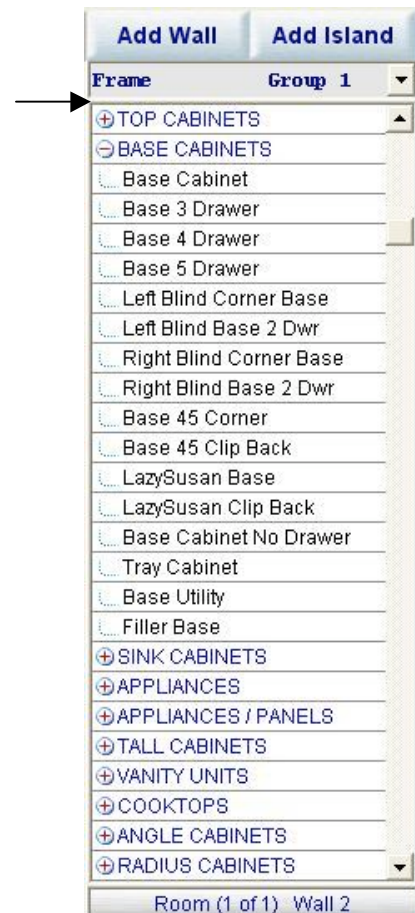 Add Wall Add Island
Frame Group 1
TOP CABINETS
BASE CABINETS
Base Cabinet
Base 3 Drawer
Base 4 Drawer
Base 5 Drawer
Left Blind Corner Base
Left Blind Base 2 Dwr
Right Blind Corner Base
Right Blind Base 2 Dwr
Base 45 Corner
Base 45 Clip Back
LazySusan Base
LazySusan Clip Back
Base Cabinet No Drawer
Tray Cabinet
Base Utility
Filler Base
SINK CABINETS
APPLIANCES
APPLIANCES / PANELS
TALL CABINETS
VANITY UNITS
COOKTOPS
ANGLE CABINETS
RADIUS CABINETS
Room (1 of 1) Wall 2